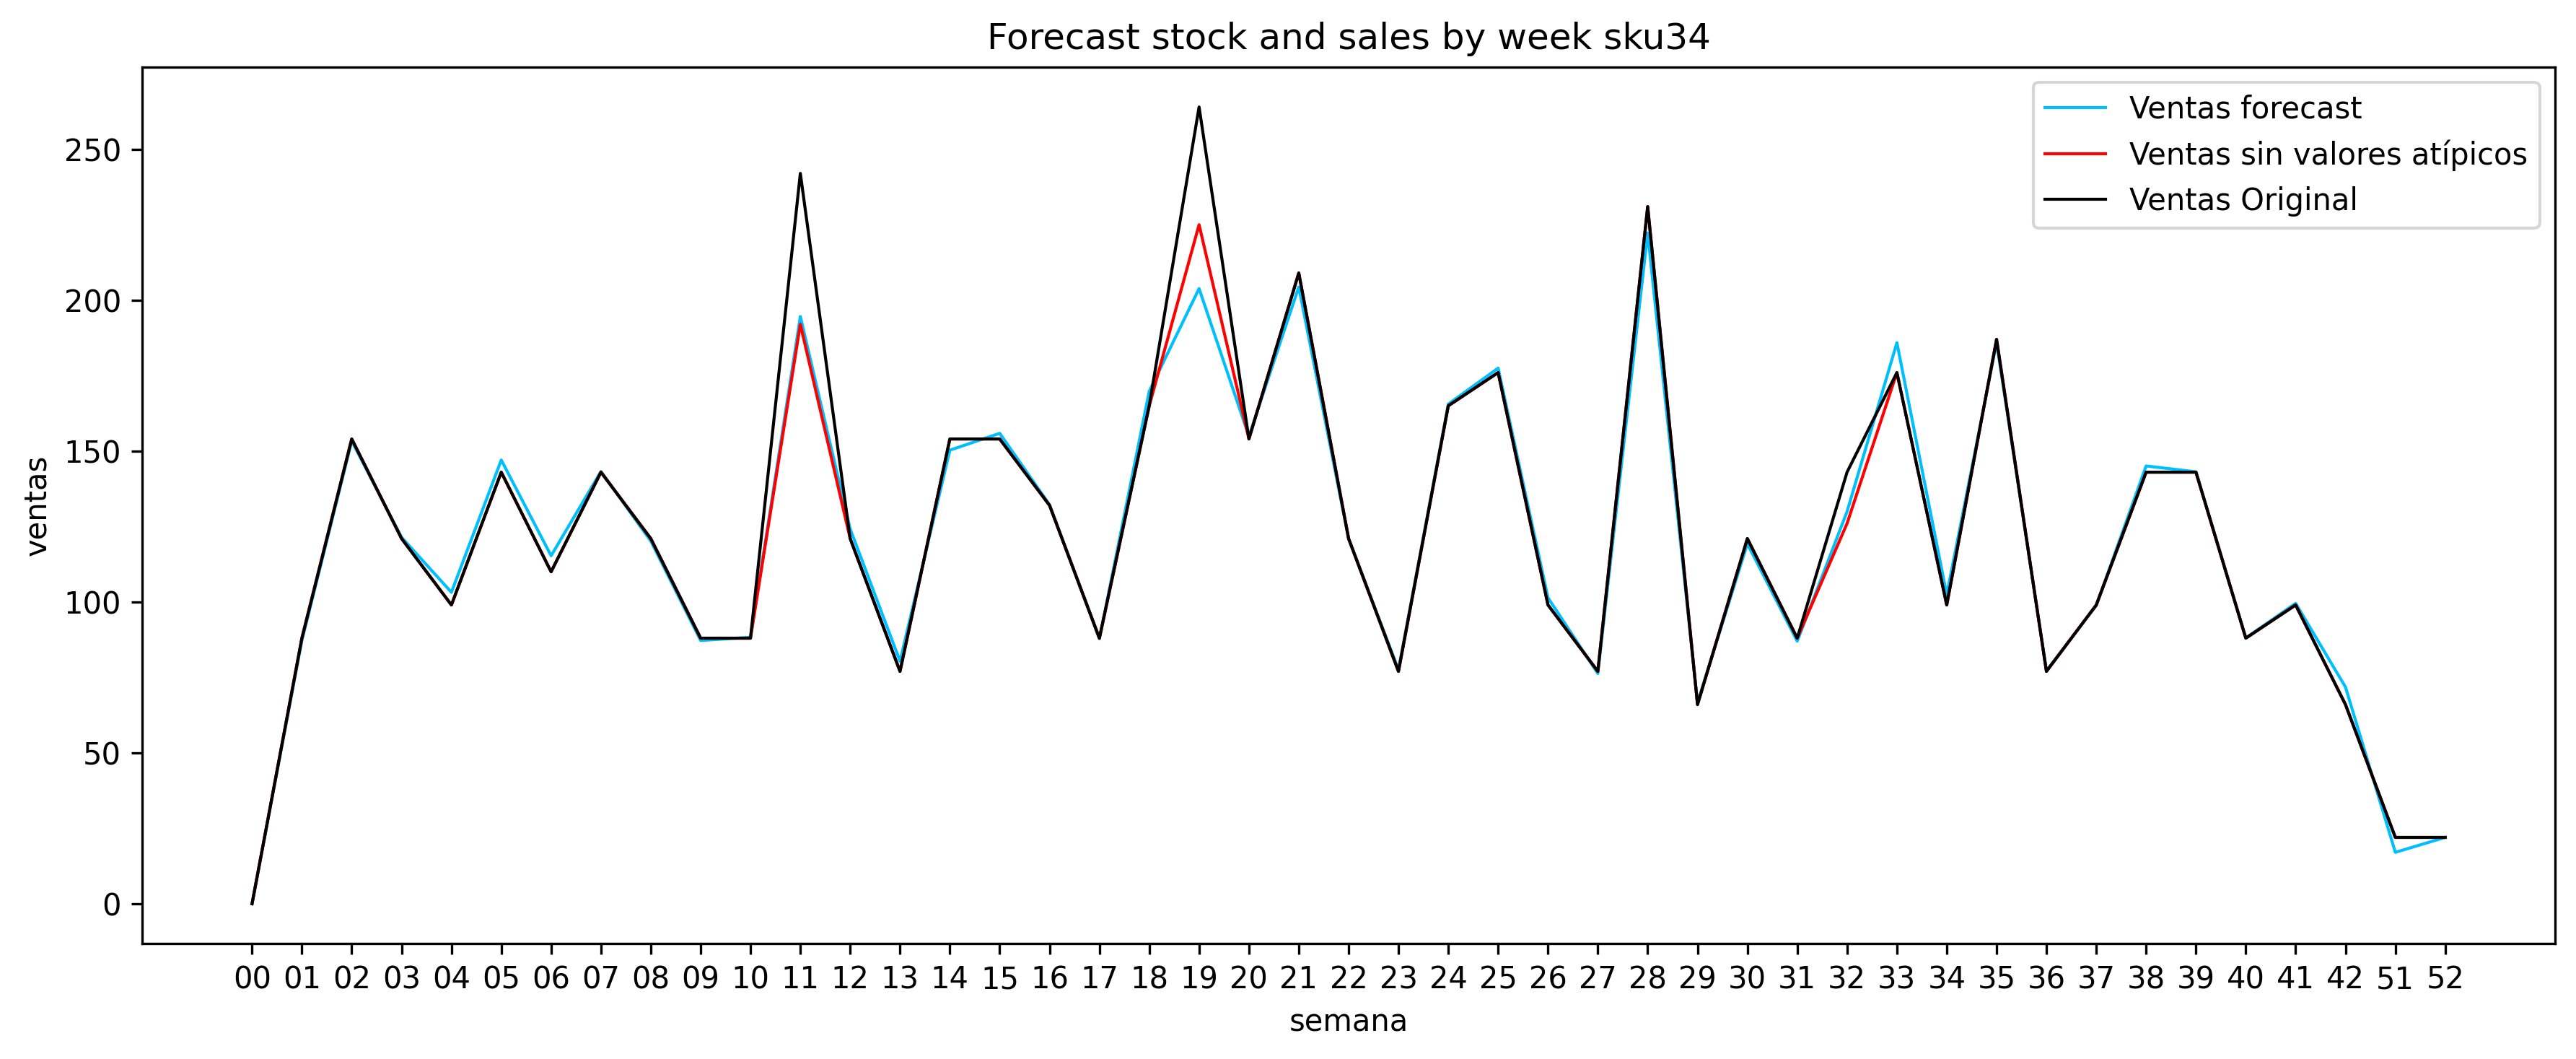 Forecast stock and sales by week sku34
Ventas forecast
Ventas sin valores atípicos
Ventas Original
250
200
150
100
50
0
ventas
00 01 02 03 04 05 06 07 08 09 10 11 12 13 14 15 16 17 18 19 20 21 22 23 24 25 26 27 28 29 30 31 32 33 34 35 36 37 38 39 40 41 42 51 52
semana